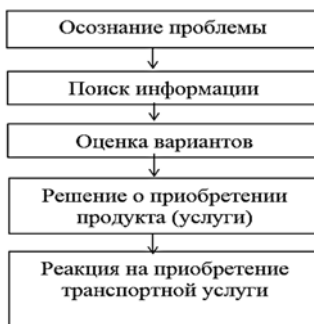 Осознание проблемы
Поиск информации
Оценка вариантов
Решение о приобретении
продукта (услуги)
Реакция на приобретение
транспортной услуги